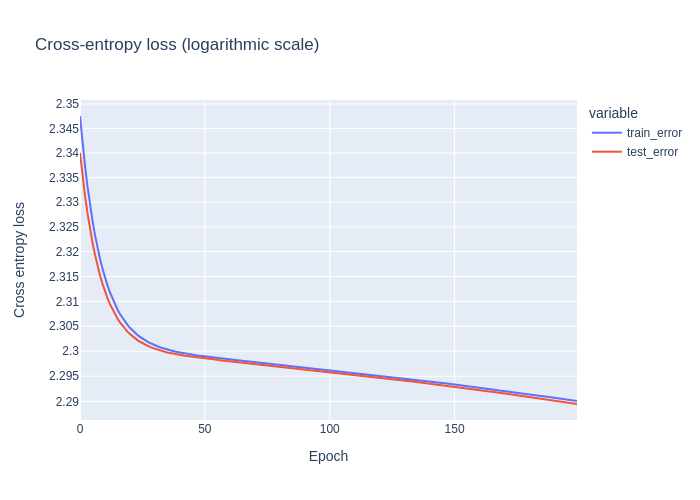 Cross-entropy loss (logarithmic scale)
variable
train_error
test_error
Cross entropy loss
2.35
2.345
2.34
2.335
2.33
2.325
2.32
2.315
2.31
2.305
2.3
2.295
2.29
0 50 100 150
Epoch